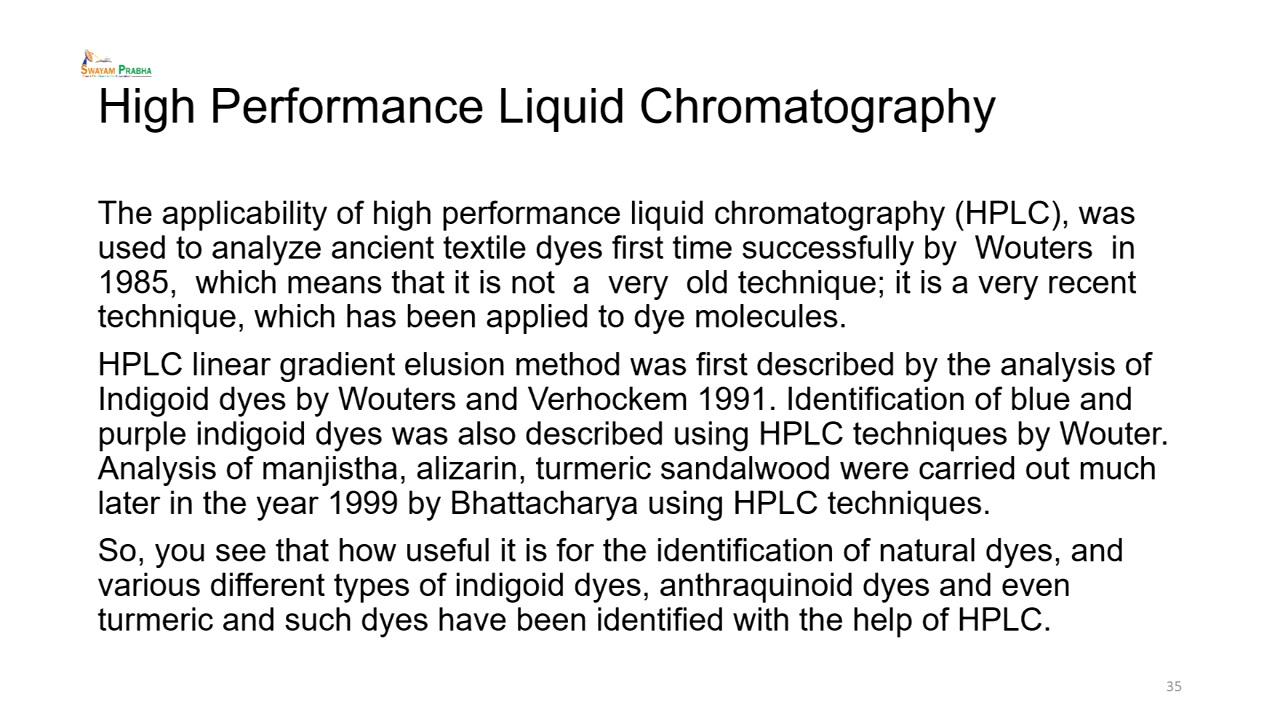 SWAYAM PRABHA
High Performance Liquid Chromatography
The applicability of high performance liquid chromatography (HPLC), was
used to analyze ancient textile dyes first time successfully by  Wouters  in
1985,  which means that it is not  a  very  old technique; it is a very recent
technique, which has been applied to dye molecules.
HPLC linear gradient elusion method was first described by the analysis of
Indigoid dyes by Wouters and Verhockem 1991. Identification of blue and
purple indigoid dyes was also described using HPLC techniques by Wouter.
Analysis of manjistha, alizarin, turmeric sandalwood were carried out much
later in the year 1999 by Bhattacharya using HPLC techniques.
So, you see that how useful it is for the identification of natural dyes, and
various different types of indigoid dyes, anthraquinoid dyes and even
turmeric and such dyes have been identified with the help of HPLC.
35